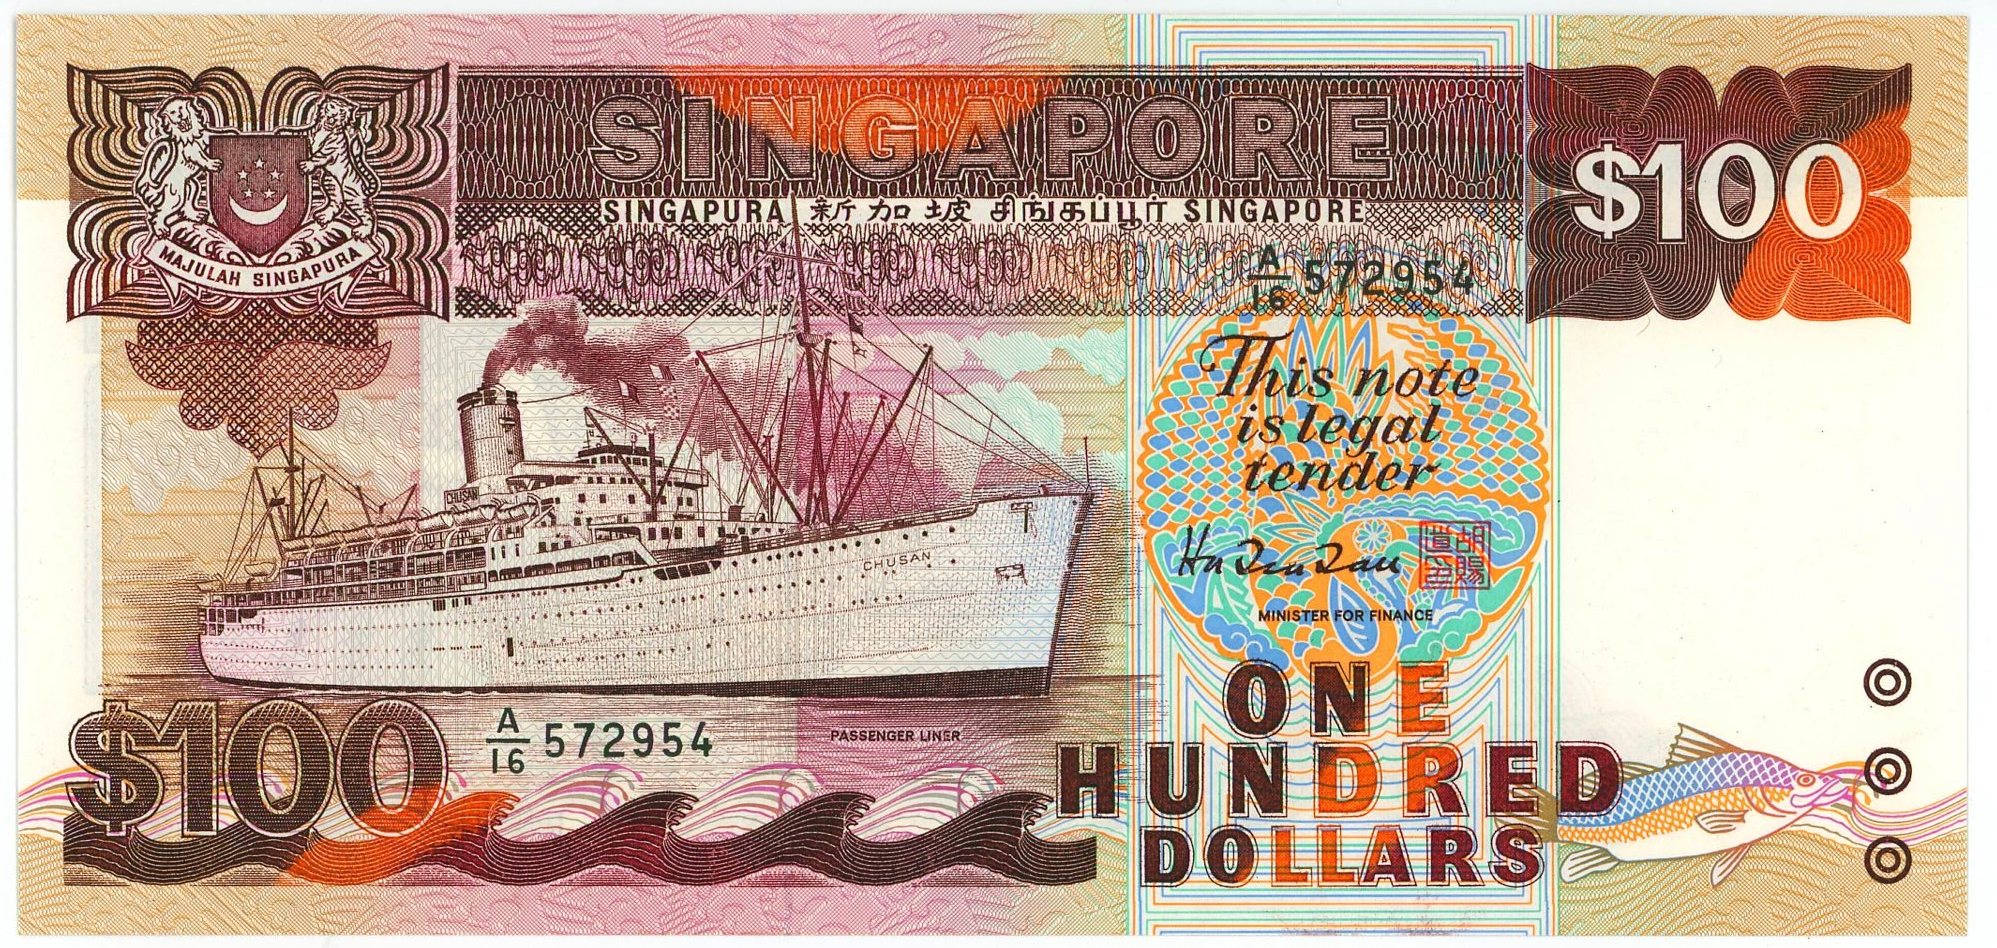 SINGAPORE
$100
MAJULAH SINGAPURA
SINGAPURA 新加坡 சிங்கப்பூர் SINGAPORE
A/16 572954
This note
is legal
tender
CHUSAN
CHUSAN
MINISTER FOR FINANCE
$100
A/16 572954
PASSENGER LINER
ONE
HUNDRED
DOLLARS